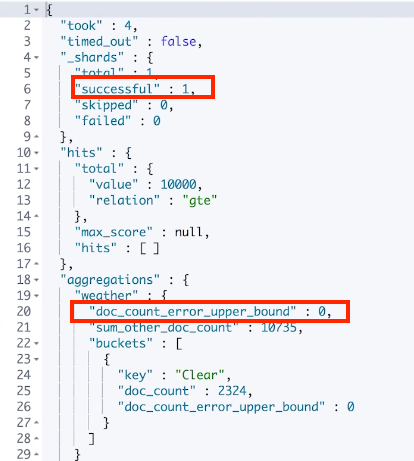 1 {
2 "took" : 4,
3 "timed_out" : false,
4 "_shards" : {
5 "total" : 1,
6 "successful" : 1,
7 "skipped" : 0,
8 "failed" : 0
9 },
10 "hits" : {
11 "total" : {
12 "value" : 10000,
13 "relation" : "gte"
14 },
15 "max_score" : null,
16 "hits" : [ ]
17 },
18 "aggregations" : {
19 "weather" : {
20 "doc_count_error_upper_bound" : 0,
21 "sum_other_doc_count" : 10735,
22 "buckets" : [
23 {
24 "key" : "Clear",
25 "doc_count" : 2324,
26 "doc_count_error_upper_bound" : 0
27 }
28 ]
29 }